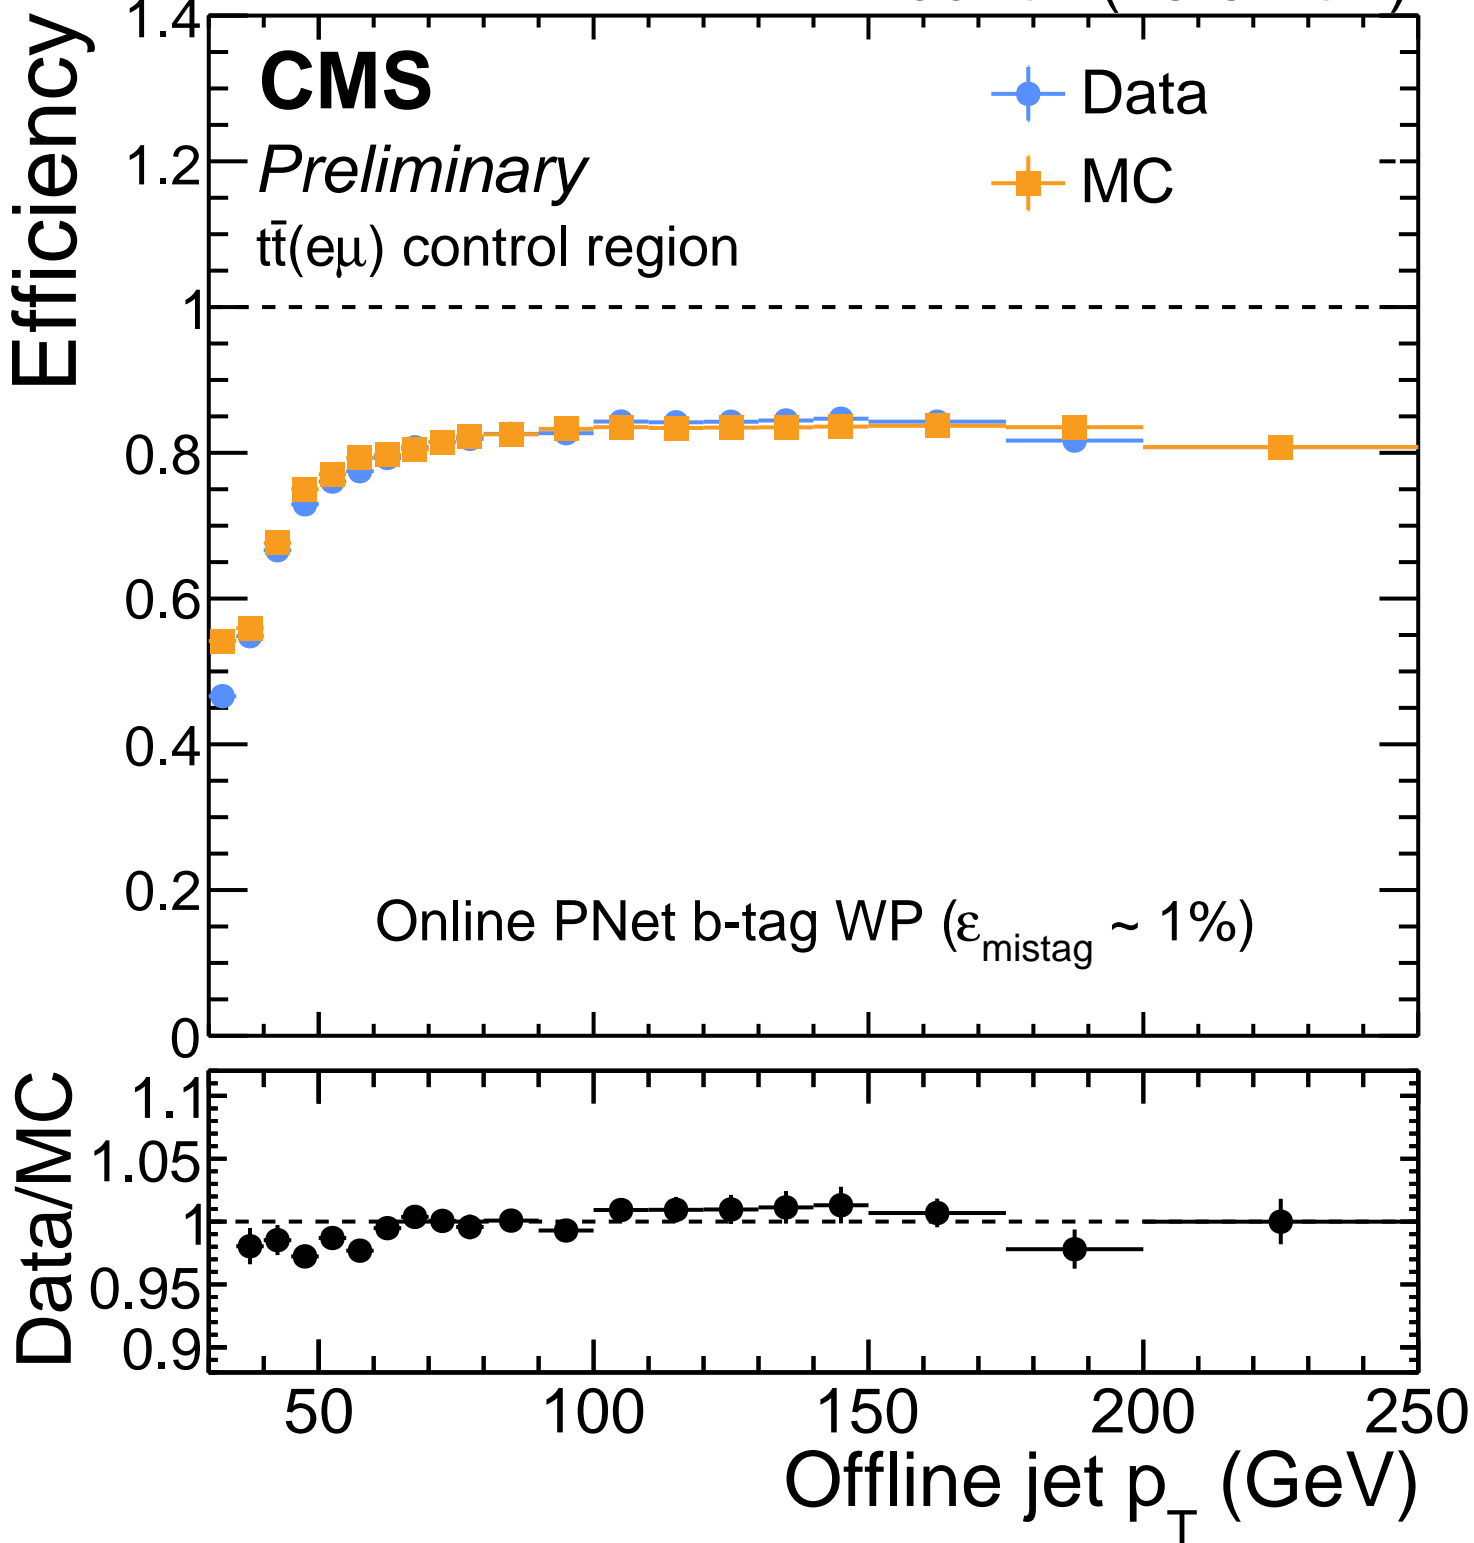 Efficiency
1.4
1.2
1
0.8
0.6
0.4
0.2
0
CMS
Preliminary
tt̄(eμ) control region
Data
MC
Online PNet b-tag WP (ε_mistag ~ 1%)
Data/MC
1.1
1.05
1
0.95
0.9
50 100 150 200 250
Offline jet p_T (GeV)